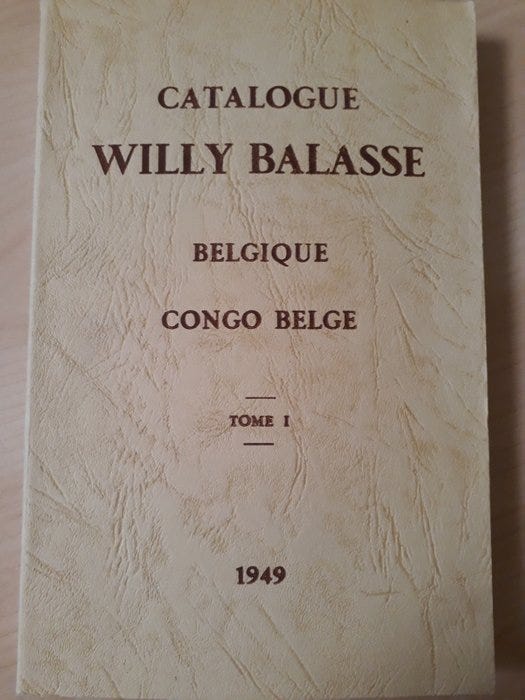 CATALOGUE
WILLY BALASSE
BELGIQUE
CONGO BELGE
TOME I
1949